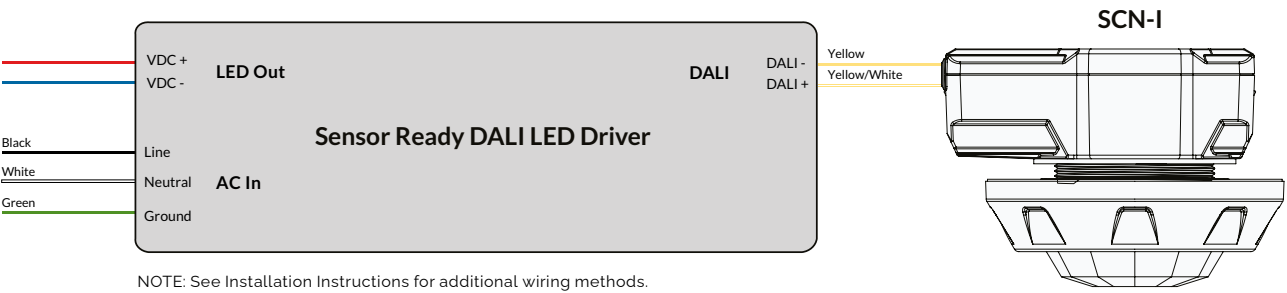 SCN-I
VDC +
VDC -
LED Out
DALI
DALI -
DALI +
Yellow
Yellow/White
Sensor Ready DALI LED Driver
Black
White
Green
Line
Neutral
Ground
AC In
NOTE: See Installation Instructions for additional wiring methods.